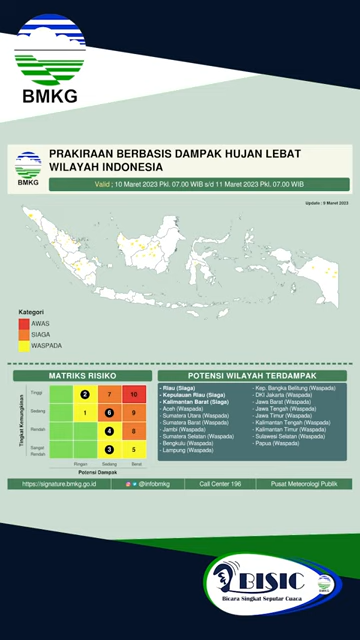 BMKG
BMKG
PRAKIRAAN BERBASIS DAMPAK HUJAN LEBAT
WILAYAH INDONESIA
Valid ; 10 Maret 2023 Pkl. 07.00 WIB s/d 11 Maret 2023 Pkl. 07.00 WIB
Update : 9 Maret 2023
Kategori
AWAS
SIAGA
WASPADA
MATRIKS RISIKO
Tingkat Kemungkinan
Tinggi 2 7 10
Sedang 1 6 9
Rendah 4 8
Sangat Rendah 3 5
Ringan Sedang Berat
Potensi Dampak
POTENSI WILAYAH TERDAMPAK
- Riau (Siaga)
- Kepulauan Riau (Siaga)
- Kalimantan Barat (Siaga)
- Aceh (Waspada)
- Sumatera Utara (Waspada)
- Sumatera Barat (Waspada)
- Jambi (Waspada)
- Sumatera Selatan (Waspada)
- Bengkulu (Waspada)
- Lampung (Waspada)
- Kep. Bangka Belitung (Waspada)
- DKI Jakarta (Waspada)
- Jawa Barat (Waspada)
- Jawa Tengah (Waspada)
- Jawa Timur (Waspada)
- Kalimantan Tengah (Waspada)
- Kalimantan Timur (Waspada)
- Sulawesi Selatan (Waspada)
- Papua (Waspada)
https://signature.bmkg.go.id
@infobmkg
Call Center 196
Pusat Meteorologi Publik
BISIC
Bicara Singkat Seputar Cuaca
BMKG